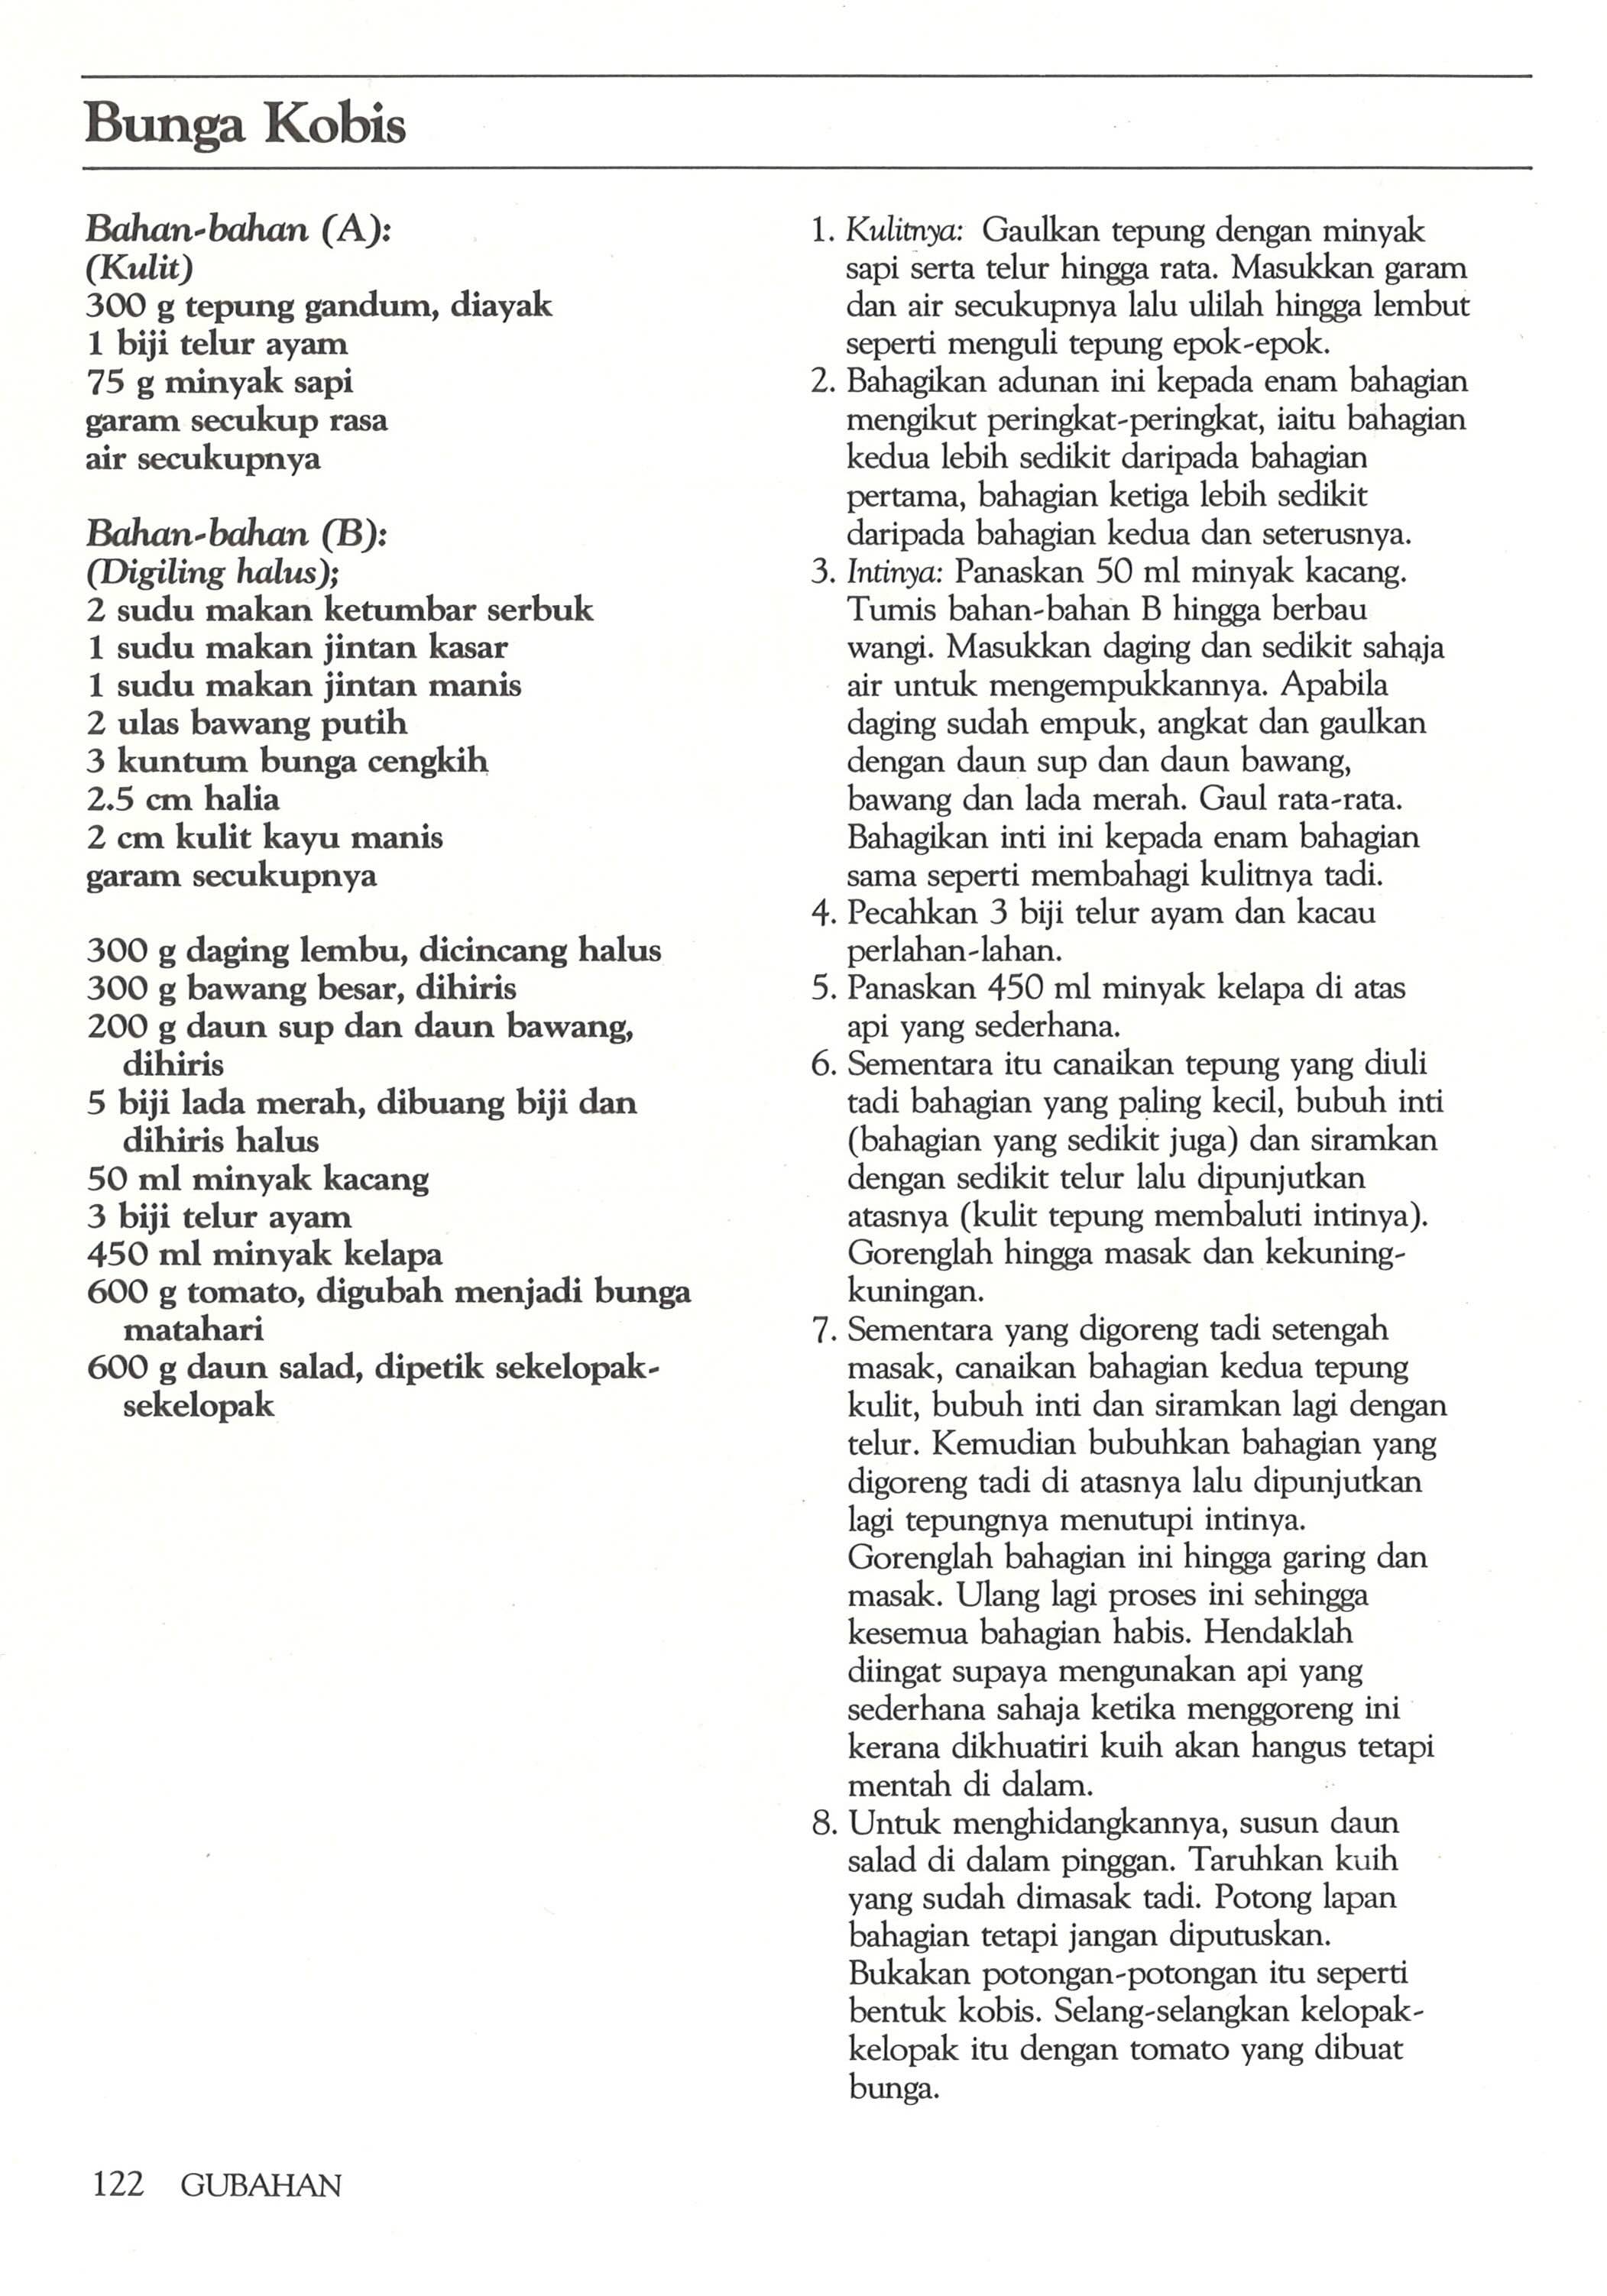 Bunga Kobis
Bahan-bahan (A):
(Kulit)
300 g tepung gandum, diayak
1 biji telur ayam
75 g minyak sapi
garam secukup rasa
air secukupnya
Bahan-bahan (B):
(Digiling halus);
2 sudu makan ketumbar serbuk
1 sudu makan jintan kasar
1 sudu makan jintan manis
2 ulas bawang putih
3 kuntum bunga cengkih
2.5 cm halia
2 cm kulit kayu manis
garam secukupnya
300 g daging lembu, dicincang halus
300 g bawang besar, dihiris
200 g daun sup dan daun bawang,
dihiris
5 biji lada merah, dibuang biji dan
dihiris halus
50 ml minyak kacang
3 biji telur ayam
450 ml minyak kelapa
600 g tomato, digubah menjadi bunga
matahari
600 g daun salad, dipetik sekelopak-
sekelopak
1. Kulitnya: Gaulkan tepung dengan minyak
sapi serta telur hingga rata. Masukkan garam
dan air secukupnya lalu ulilah hingga lembut
seperti menguli tepung epok-epok.
2. Bahagikan adunan ini kepada enam bahagian
mengikut peringkat-peringkat, iaitu bahagian
kedua lebih sedikit daripada bahagian
pertama, bahagian ketiga lebih sedikit
daripada bahagian kedua dan seterusnya.
3. Intinya: Panaskan 50 ml minyak kacang.
Tumis bahan-bahan B hingga berbau
wangi. Masukkan daging dan sedikit sahaja
air untuk mengempukkannya. Apabila
daging sudah empuk, angkat dan gaulkan
dengan daun sup dan daun bawang,
bawang dan lada merah. Gaul rata-rata.
Bahagikan inti ini kepada enam bahagian
sama seperti membahagi kulitnya tadi.
4. Pecahkan 3 biji telur ayam dan kacau
perlahan-lahan.
5. Panaskan 450 ml minyak kelapa di atas
api yang sederhana.
6. Sementara itu canaikan tepung yang diuli
tadi bahagian yang paling kecil, bubuh inti
(bahagian yang sedikit juga) dan siramkan
dengan sedikit telur lalu dipunjutkan
atasnya (kulit tepung membaluti intinya).
Gorenglah hingga masak dan kekuning-
kuningan.
7. Sementara yang digoreng tadi setengah
masak, canaikan bahagian kedua tepung
kulit, bubuh inti dan siramkan lagi dengan
telur. Kemudian bubuhkan bahagian yang
digoreng tadi di atasnya lalu dipunjutkan
lagi tepungnya menutupi intinya.
Gorenglah bahagian ini hingga garing dan
masak. Ulang lagi proses ini sehingga
kesemua bahagian habis. Hendaklah
diingat supaya mengunakan api yang
sederhana sahaja ketika menggoreng ini
kerana dikhuatiri kuih akan hangus tetapi
mentah di dalam.
8. Untuk menghidangkannya, susun daun
salad di dalam pinggan. Taruhkan kuih
yang sudah dimasak tadi. Potong lapan
bahagian tetapi jangan diputuskan.
Bukakan potongan-potongan itu seperti
bentuk kobis. Selang-selangkan kelopak-
kelopak itu dengan tomato yang dibuat
bunga.
122 GUBAHAN